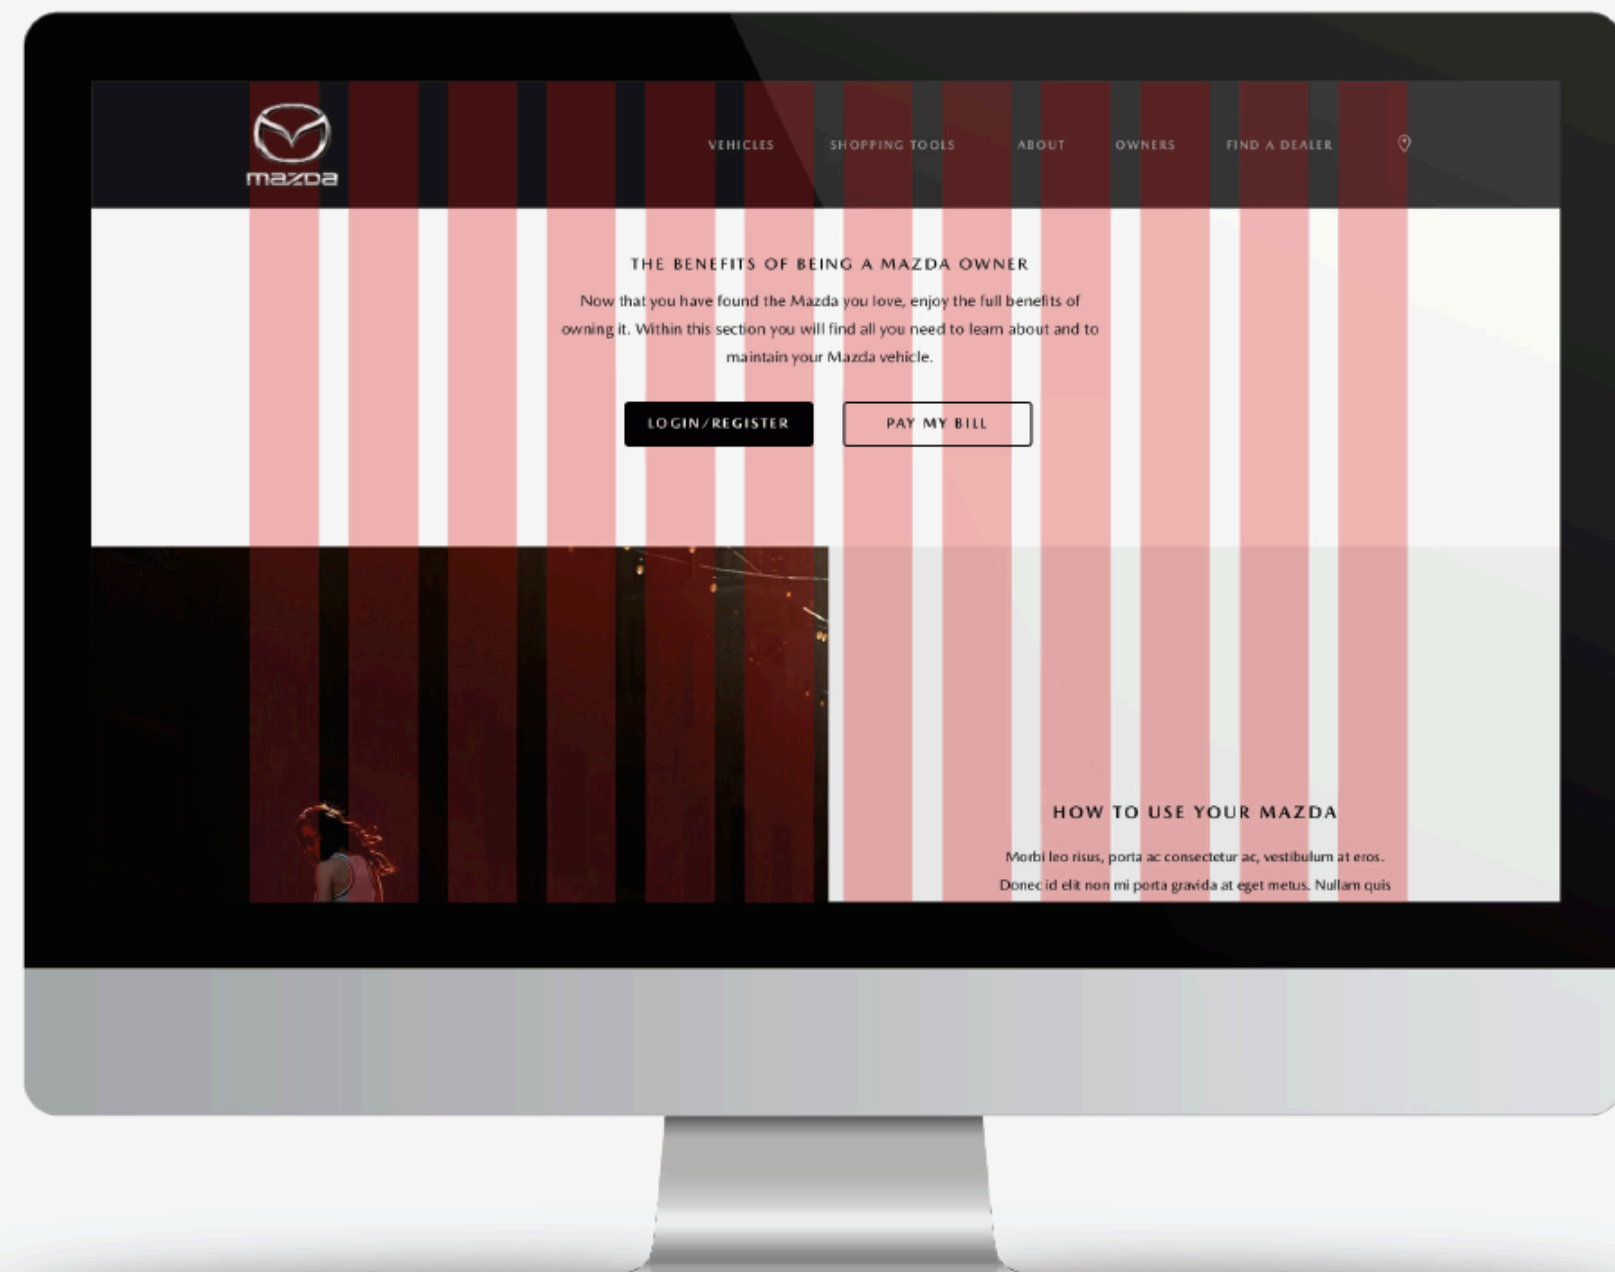 mazda
VEHICLES
SHOPPING TOOLS
ABOUT
OWNERS
FIND A DEALER
THE BENEFITS OF BEING A MAZDA OWNER
Now that you have found the Mazda you love, enjoy the full benefits of
owning it. Within this section you will find all you need to learn about and to
maintain your Mazda vehicle.
LOGIN/REGISTER
PAY MY BILL
HOW TO USE YOUR MAZDA
Morbi leo risus, porta ac consectetur ac, vestibulum at eros.
Donec id elit non mi porta gravida at eget metus. Nullam quis